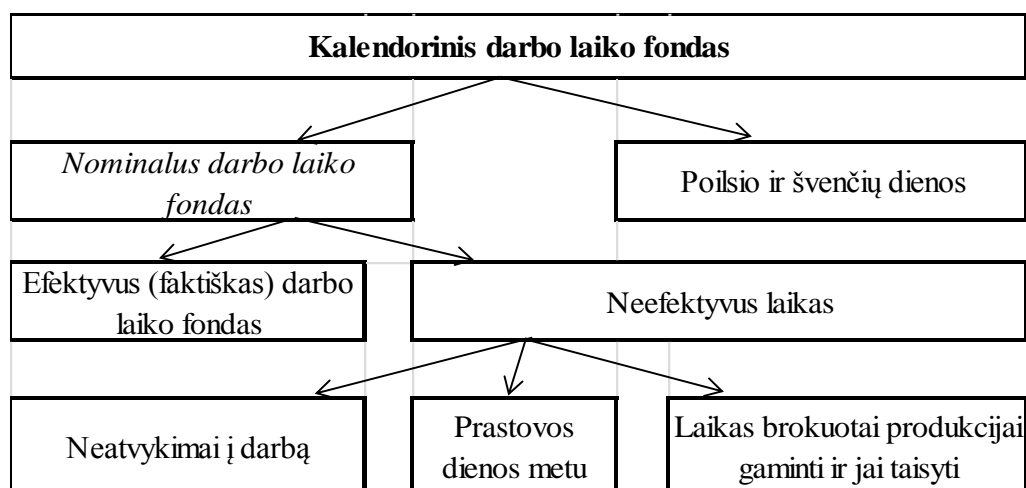 Kalendorinis darbo laiko fondas
Nominalus darbo laiko
fondas
Poilsio ir švenčių dienos
Efektyvus (faktiškas) darbo
laiko fondas
Neefektyvus laikas
Neatvykimai į darbą
Prastovos
dienos metu
Laikas brokuotai produkcijai
gaminti ir jai taisyti